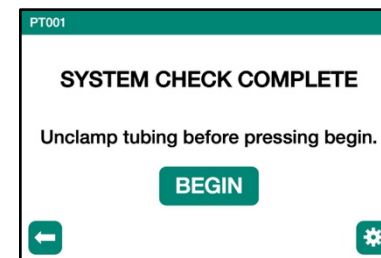 PT001
SYSTEM CHECK COMPLETE
Unclamp tubing before pressing begin.
BEGIN